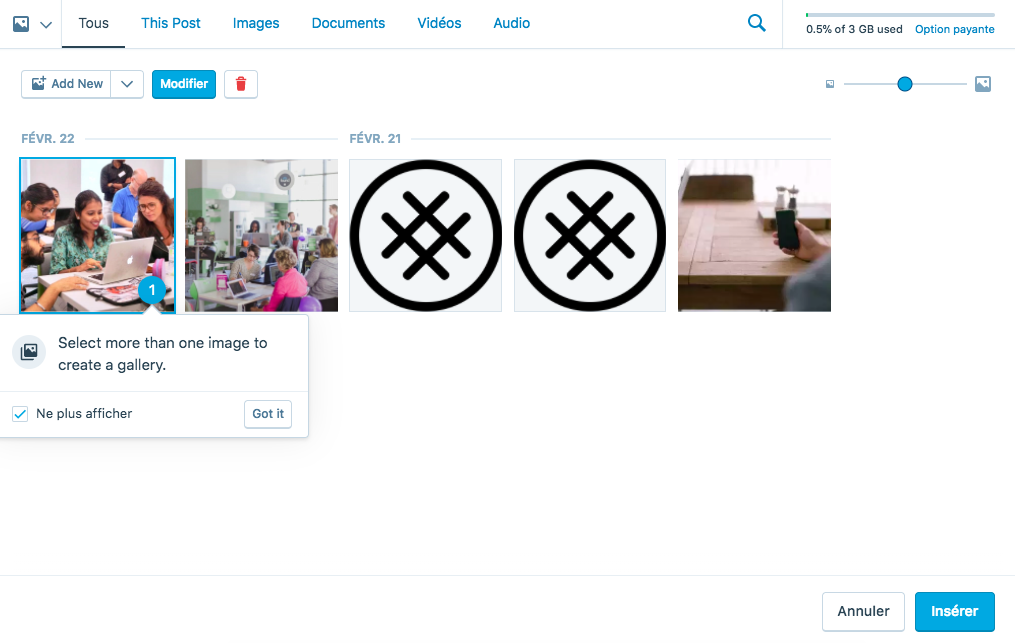 Tous This Post Images Documents Vidéos Audio
0.5% of 3 GB used Option payante
Add New Modifier
FÉVR. 22 FÉVR. 21
1
Select more than one image to
create a gallery.
Ne plus afficher Got it
Annuler Insérer